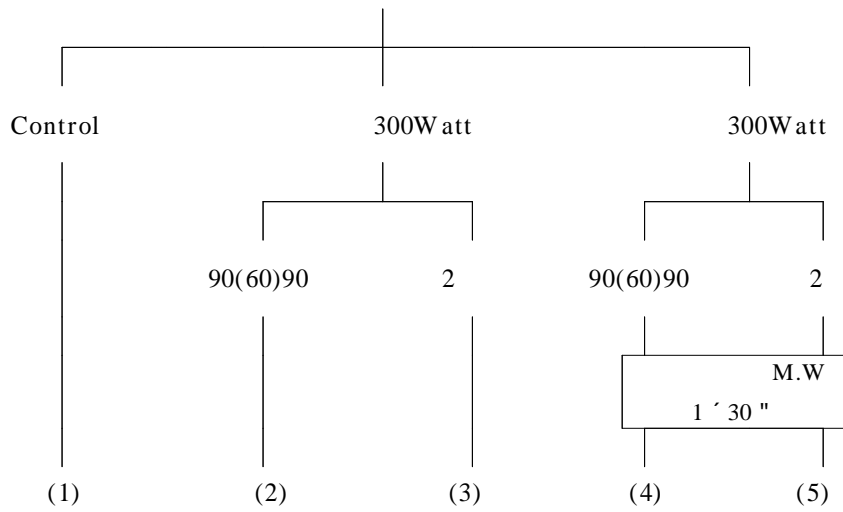 Control 300Watt 300Watt
90(60)90 2 90(60)90 2
M.W
1 ´ 30 "
(1) (2) (3) (4) (5)